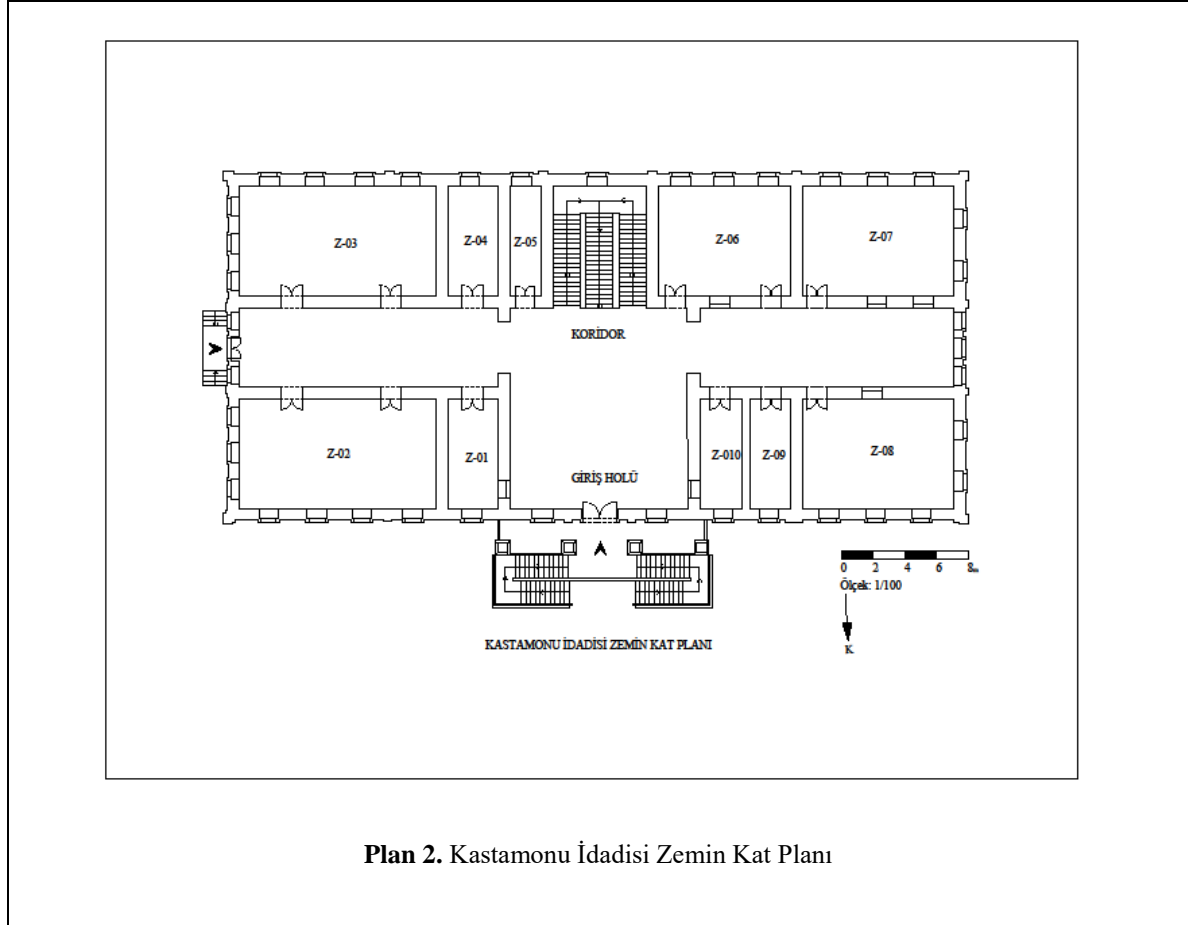 Z-03
Z-04
Z-05
Z-06
Z-07
KORİDOR
Z-02
Z-01
GİRİŞ HOLÜ
Z-010
Z-09
Z-08
0 2 4 6 8m
Ölçek: 1/100
K
KASTAMONU İDADİSİ ZEMİN KAT PLANI
Plan 2. Kastamonu İdadisi Zemin Kat Planı